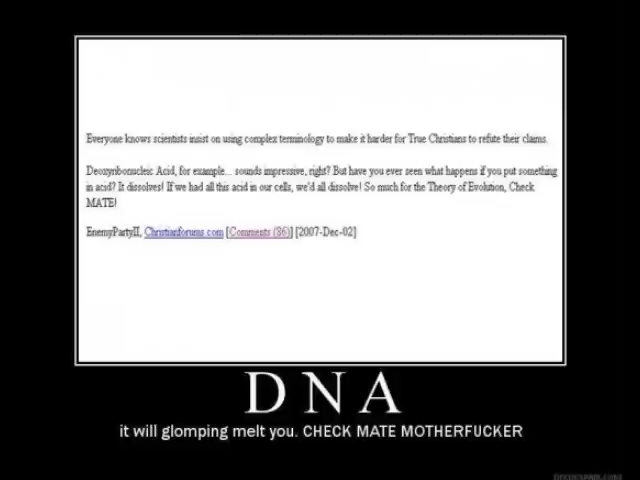 Everyone knows scientists insist on using complex terminology to make it harder for True Christians to refute their claims.
Deoxyribonucleic Acid, for example... sounds impressive, right? But have you ever seen what happens if you put something
in acid? It dissolves! If we had all this acid in our cells, we'd all dissolve! So much for the Theory of Evolution, Check
MATE!
EnemyPartyII, Christianforums.com [Comments (86)] [2007-Dec-02]
DNA
it will glomping melt you. CHECK MATE MOTHERFUCKER